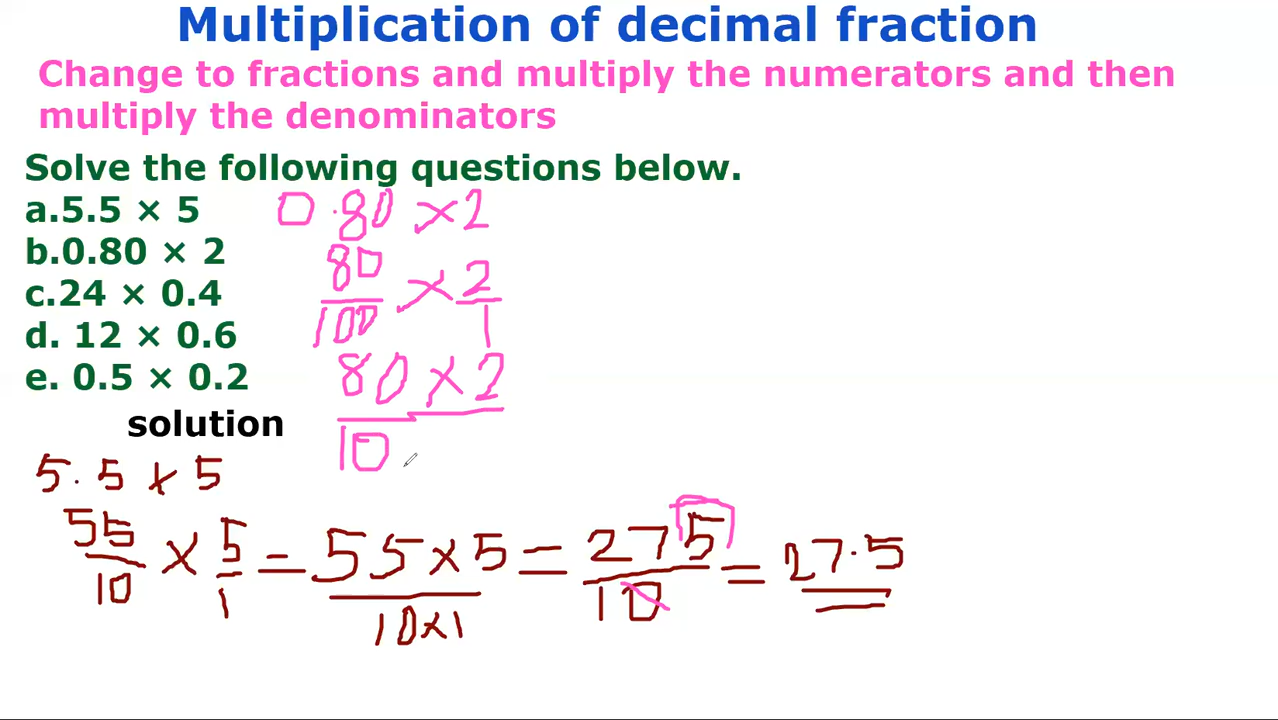 Multiplication of decimal fraction
Change to fractions and multiply the numerators and then
multiply the denominators
Solve the following questions below.
a.5.5 × 5
b.0.80 × 2
c.24 × 0.4
d. 12 × 0.6
e. 0.5 × 0.2
0.80 × 2
80/100 × 2/1
80 × 2
10
solution
5.5 × 5
55/10 × 5/1 = 55×5/10×1 = 275/10 = 27.5